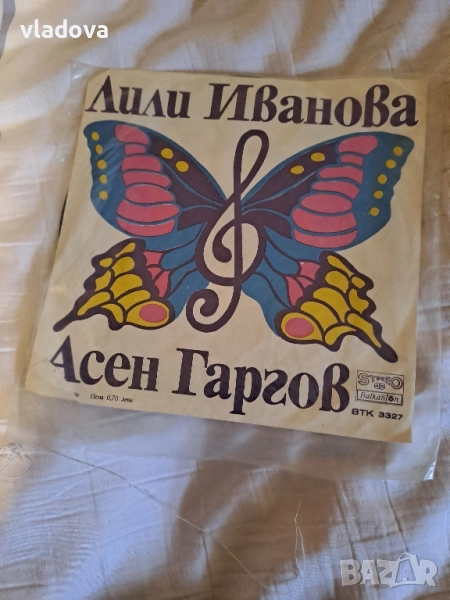 vladova
Лили Иванова
Асен Гаргов
Цена 0,70 лева
STEREO
Balkanton
ВТК 3327
BAZAR